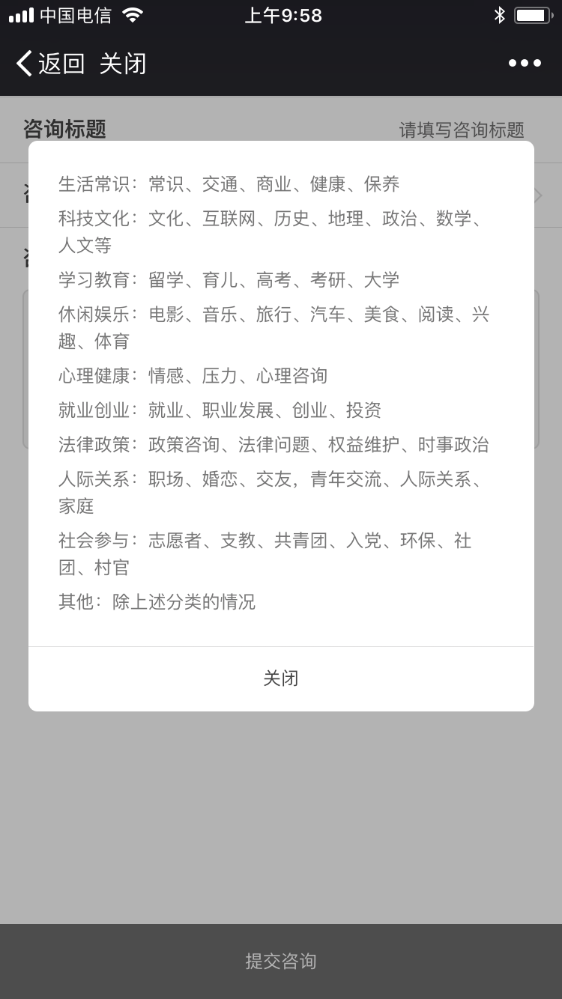 中国电信
上午9:58
返回 关闭
咨询标题
请填写咨询标题
生活常识：常识、交通、商业、健康、保养
科技文化：文化、互联网、历史、地理、政治、数学、
人文等
学习教育：留学、育儿、高考、考研、大学
休闲娱乐：电影、音乐、旅行、汽车、美食、阅读、兴
趣、体育
心理健康：情感、压力、心理咨询
就业创业：就业、职业发展、创业、投资
法律政策：政策咨询、法律问题、权益维护、时事政治
人际关系：职场、婚恋、交友，青年交流、人际关系、
家庭
社会参与：志愿者、支教、共青团、入党、环保、社
团、村官
其他：除上述分类的情况
关闭
提交咨询